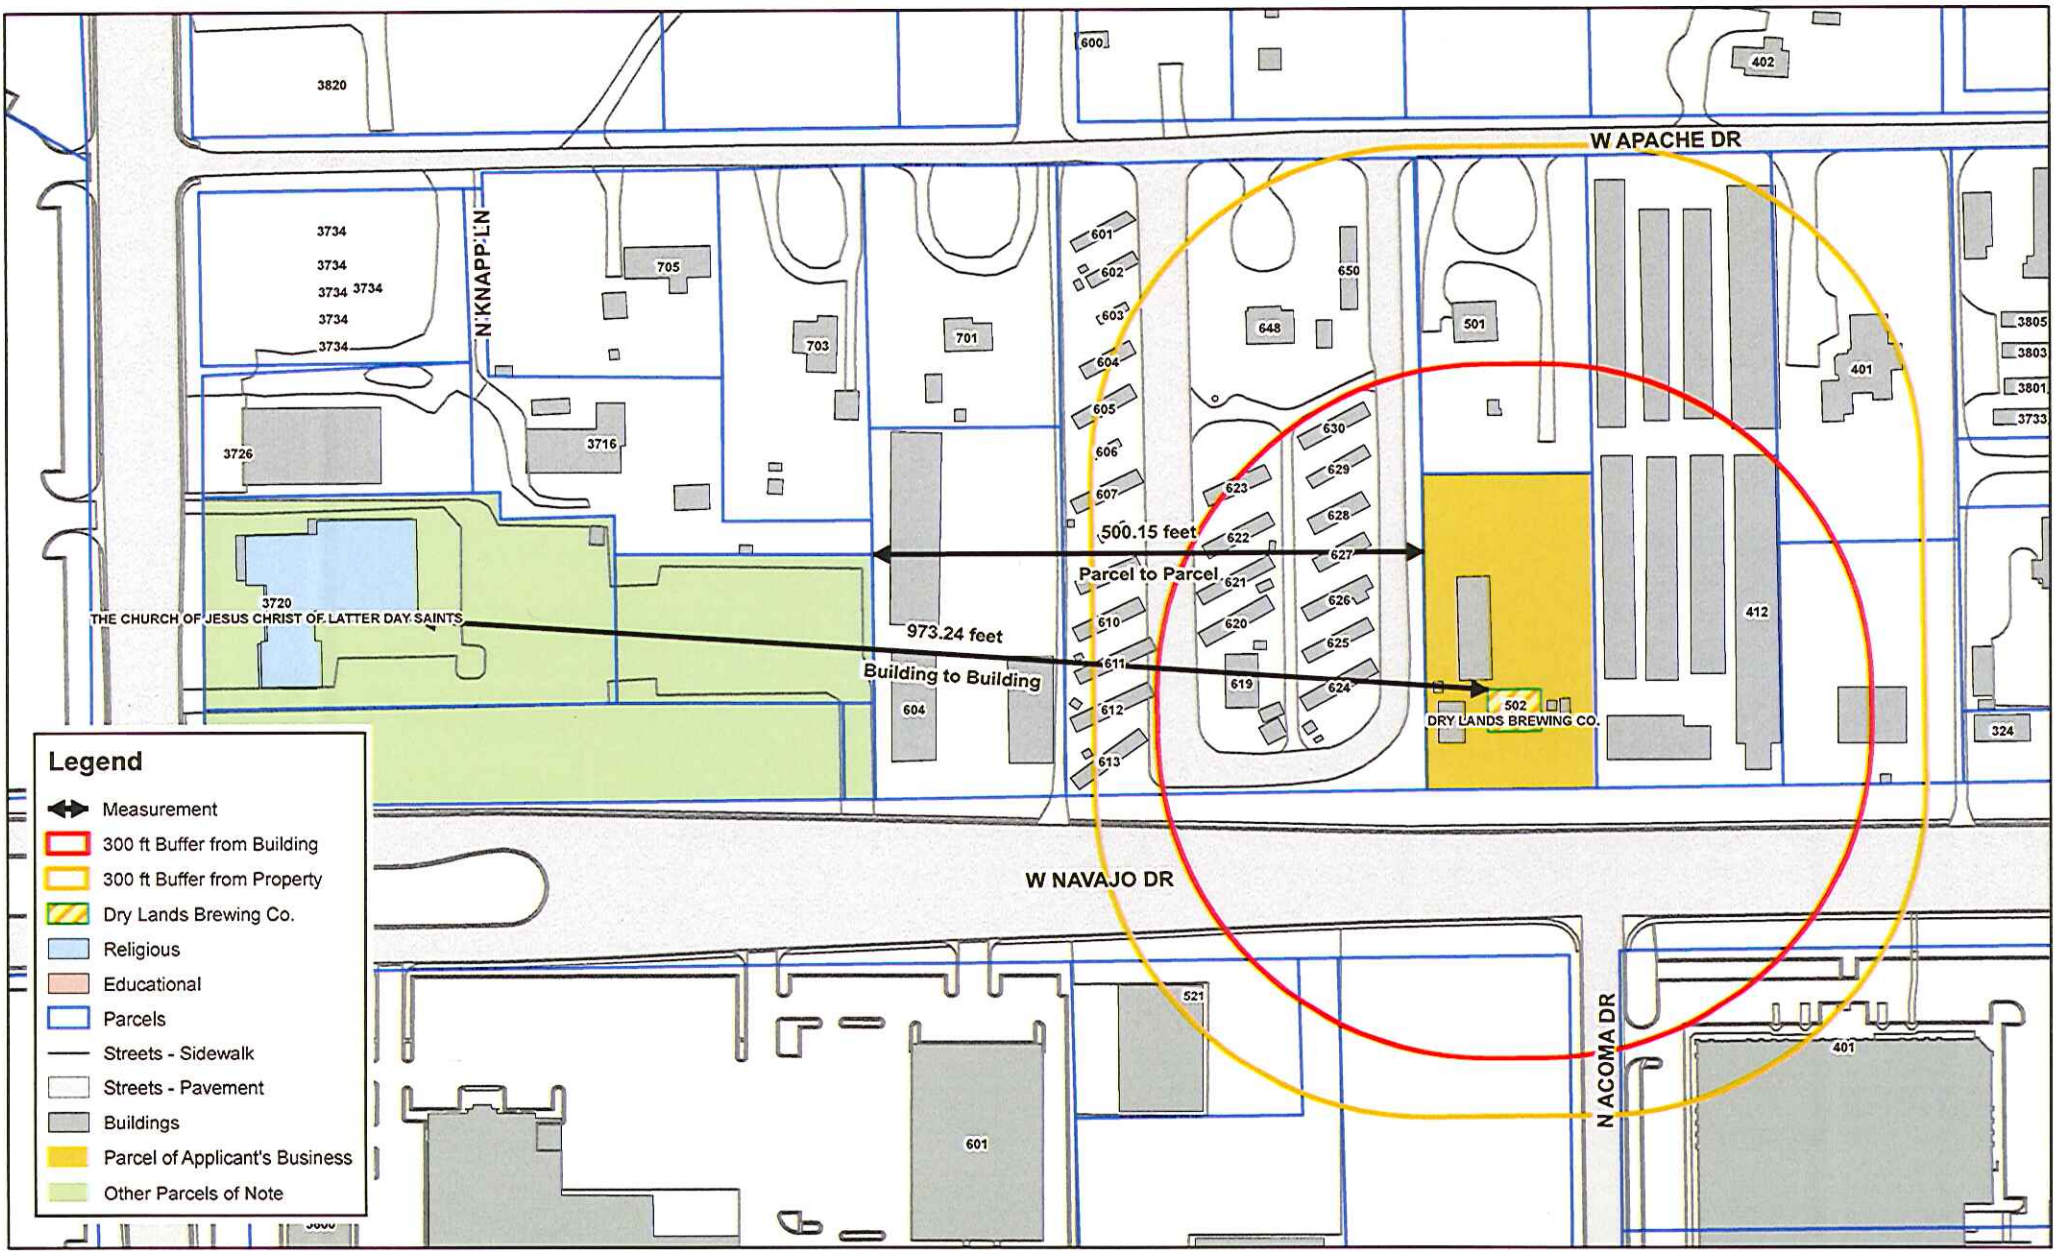 600
402
3820
W APACHE DR
3734
3734
3734 3734
3734
3734
N KNAPP LN
705
703
701
601
602
603
604
605
606
607
610
611
612
613
650
648
501
401
3805
3803
3801
3733
3726
3716
630
629
628
627
626
625
624
623
622
621
620
619
500.15 feet
Parcel to Parcel
3720
THE CHURCH OF JESUS CHRIST OF LATTER DAY SAINTS
973.24 feet
Building to Building
604
412
502
DRY LANDS BREWING CO.
324
W NAVAJO DR
N ACOMA DR
521
601
401
Legend
Measurement
300 ft Buffer from Building
300 ft Buffer from Property
Dry Lands Brewing Co.
Religious
Educational
Parcels
Streets - Sidewalk
Streets - Pavement
Buildings
Parcel of Applicant's Business
Other Parcels of Note